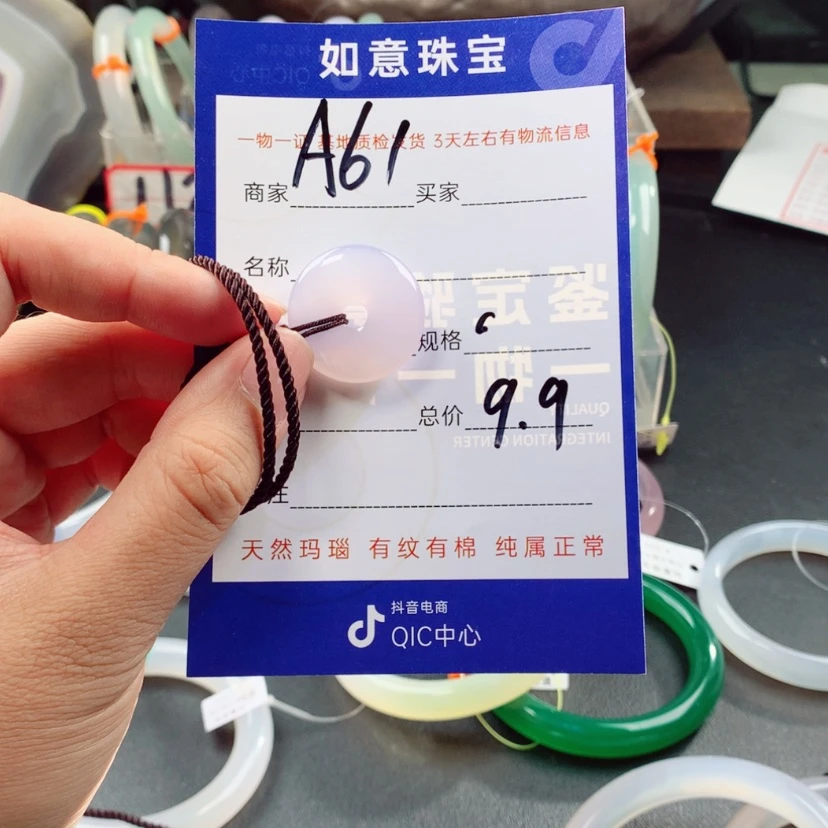 如意珠宝
一物一证 基地质检发货 3天左右有物流信息
A61
商家 买家
名称
规格
总价 9.9
注
天然玛瑙 有纹有棉 纯属正常
抖音电商
QIC中心